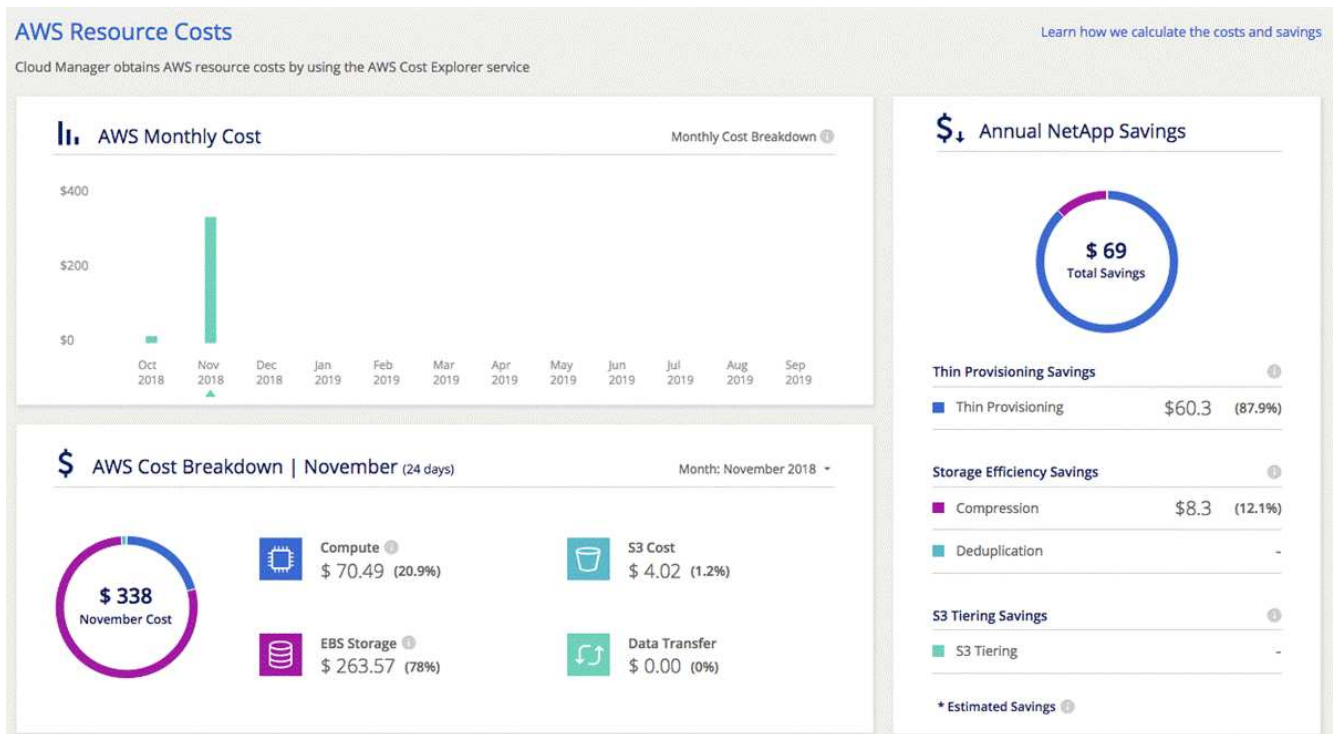 AWS Resource Costs
Learn how we calculate the costs and savings
Cloud Manager obtains AWS resource costs by using the AWS Cost Explorer service
AWS Monthly Cost
Monthly Cost Breakdown
$400
$200
$0
Oct Nov Dec Jan Feb Mar Apr May Jun Jul Aug Sep
2018 2018 2018 2019 2019 2019 2019 2019 2019 2019 2019 2019
$ AWS Cost Breakdown | November (24 days)
Month: November 2018
$ 338
November Cost
Compute
$ 70.49 (20.9%)
S3 Cost
$ 4.02 (1.2%)
EBS Storage
$ 263.57 (78%)
Data Transfer
$ 0.00 (0%)
$ Annual NetApp Savings
$ 69
Total Savings
Thin Provisioning Savings
Thin Provisioning $60.3 (87.9%)
Storage Efficiency Savings
Compression $8.3 (12.1%)
Deduplication -
S3 Tiering Savings
S3 Tiering -
* Estimated Savings